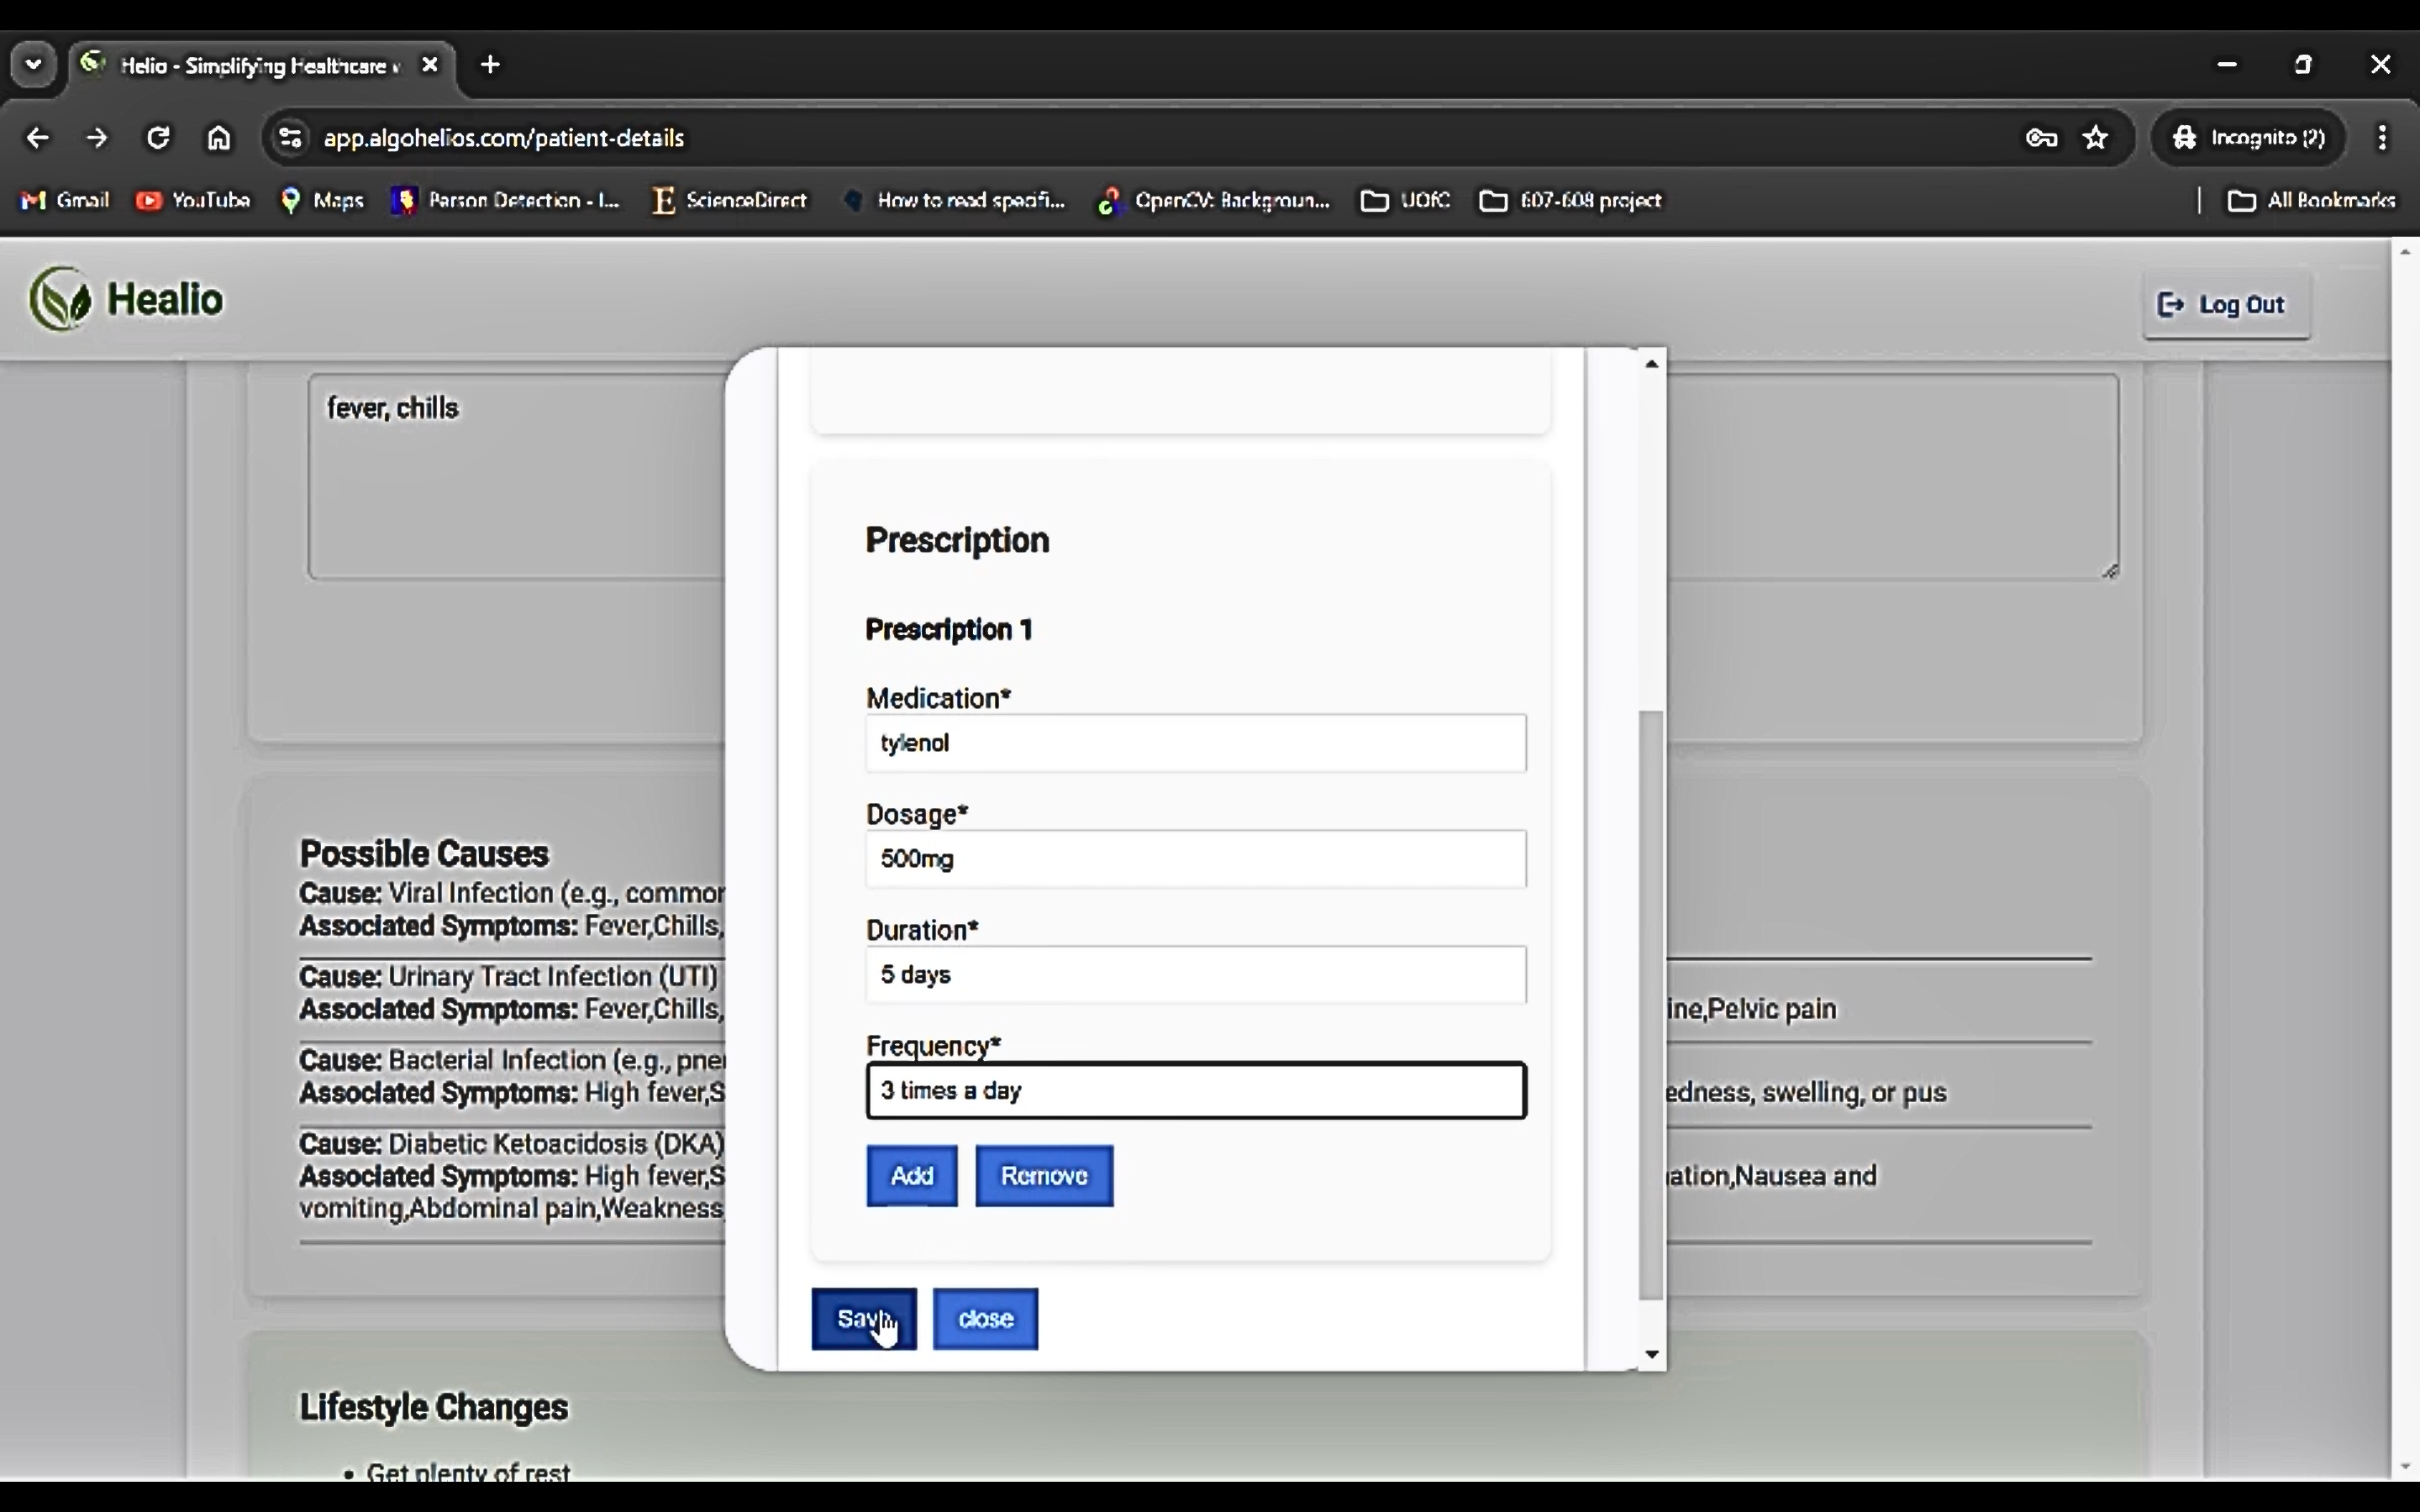 Helio - Simplifying Healthcare
app.algohelios.com/patient-details
Incognito (2)
Gmail
YouTube
Maps
Person Detection - I...
ScienceDirect
How to read specifi...
OpenCV: Backgroun...
UOfC
607-608 project
All Bookmarks
Healio
Log Out
fever, chills
Prescription
Prescription 1
Medication*
tylenol
Dosage*
500mg
Duration*
5 days
Frequency*
3 times a day
Add
Remove
Save
close
Possible Causes
Cause: Viral Infection (e.g., common
Associated Symptoms: Fever,Chills,
Cause: Urinary Tract Infection (UTI)
Associated Symptoms: Fever,Chills, ine,Pelvic pain
Cause: Bacterial Infection (e.g., pne
Associated Symptoms: High fever,S edness, swelling, or pus
Cause: Diabetic Ketoacidosis (DKA)
Associated Symptoms: High fever,S ation,Nausea and
vomiting,Abdominal pain,Weakness,
Lifestyle Changes
• Get plenty of rest